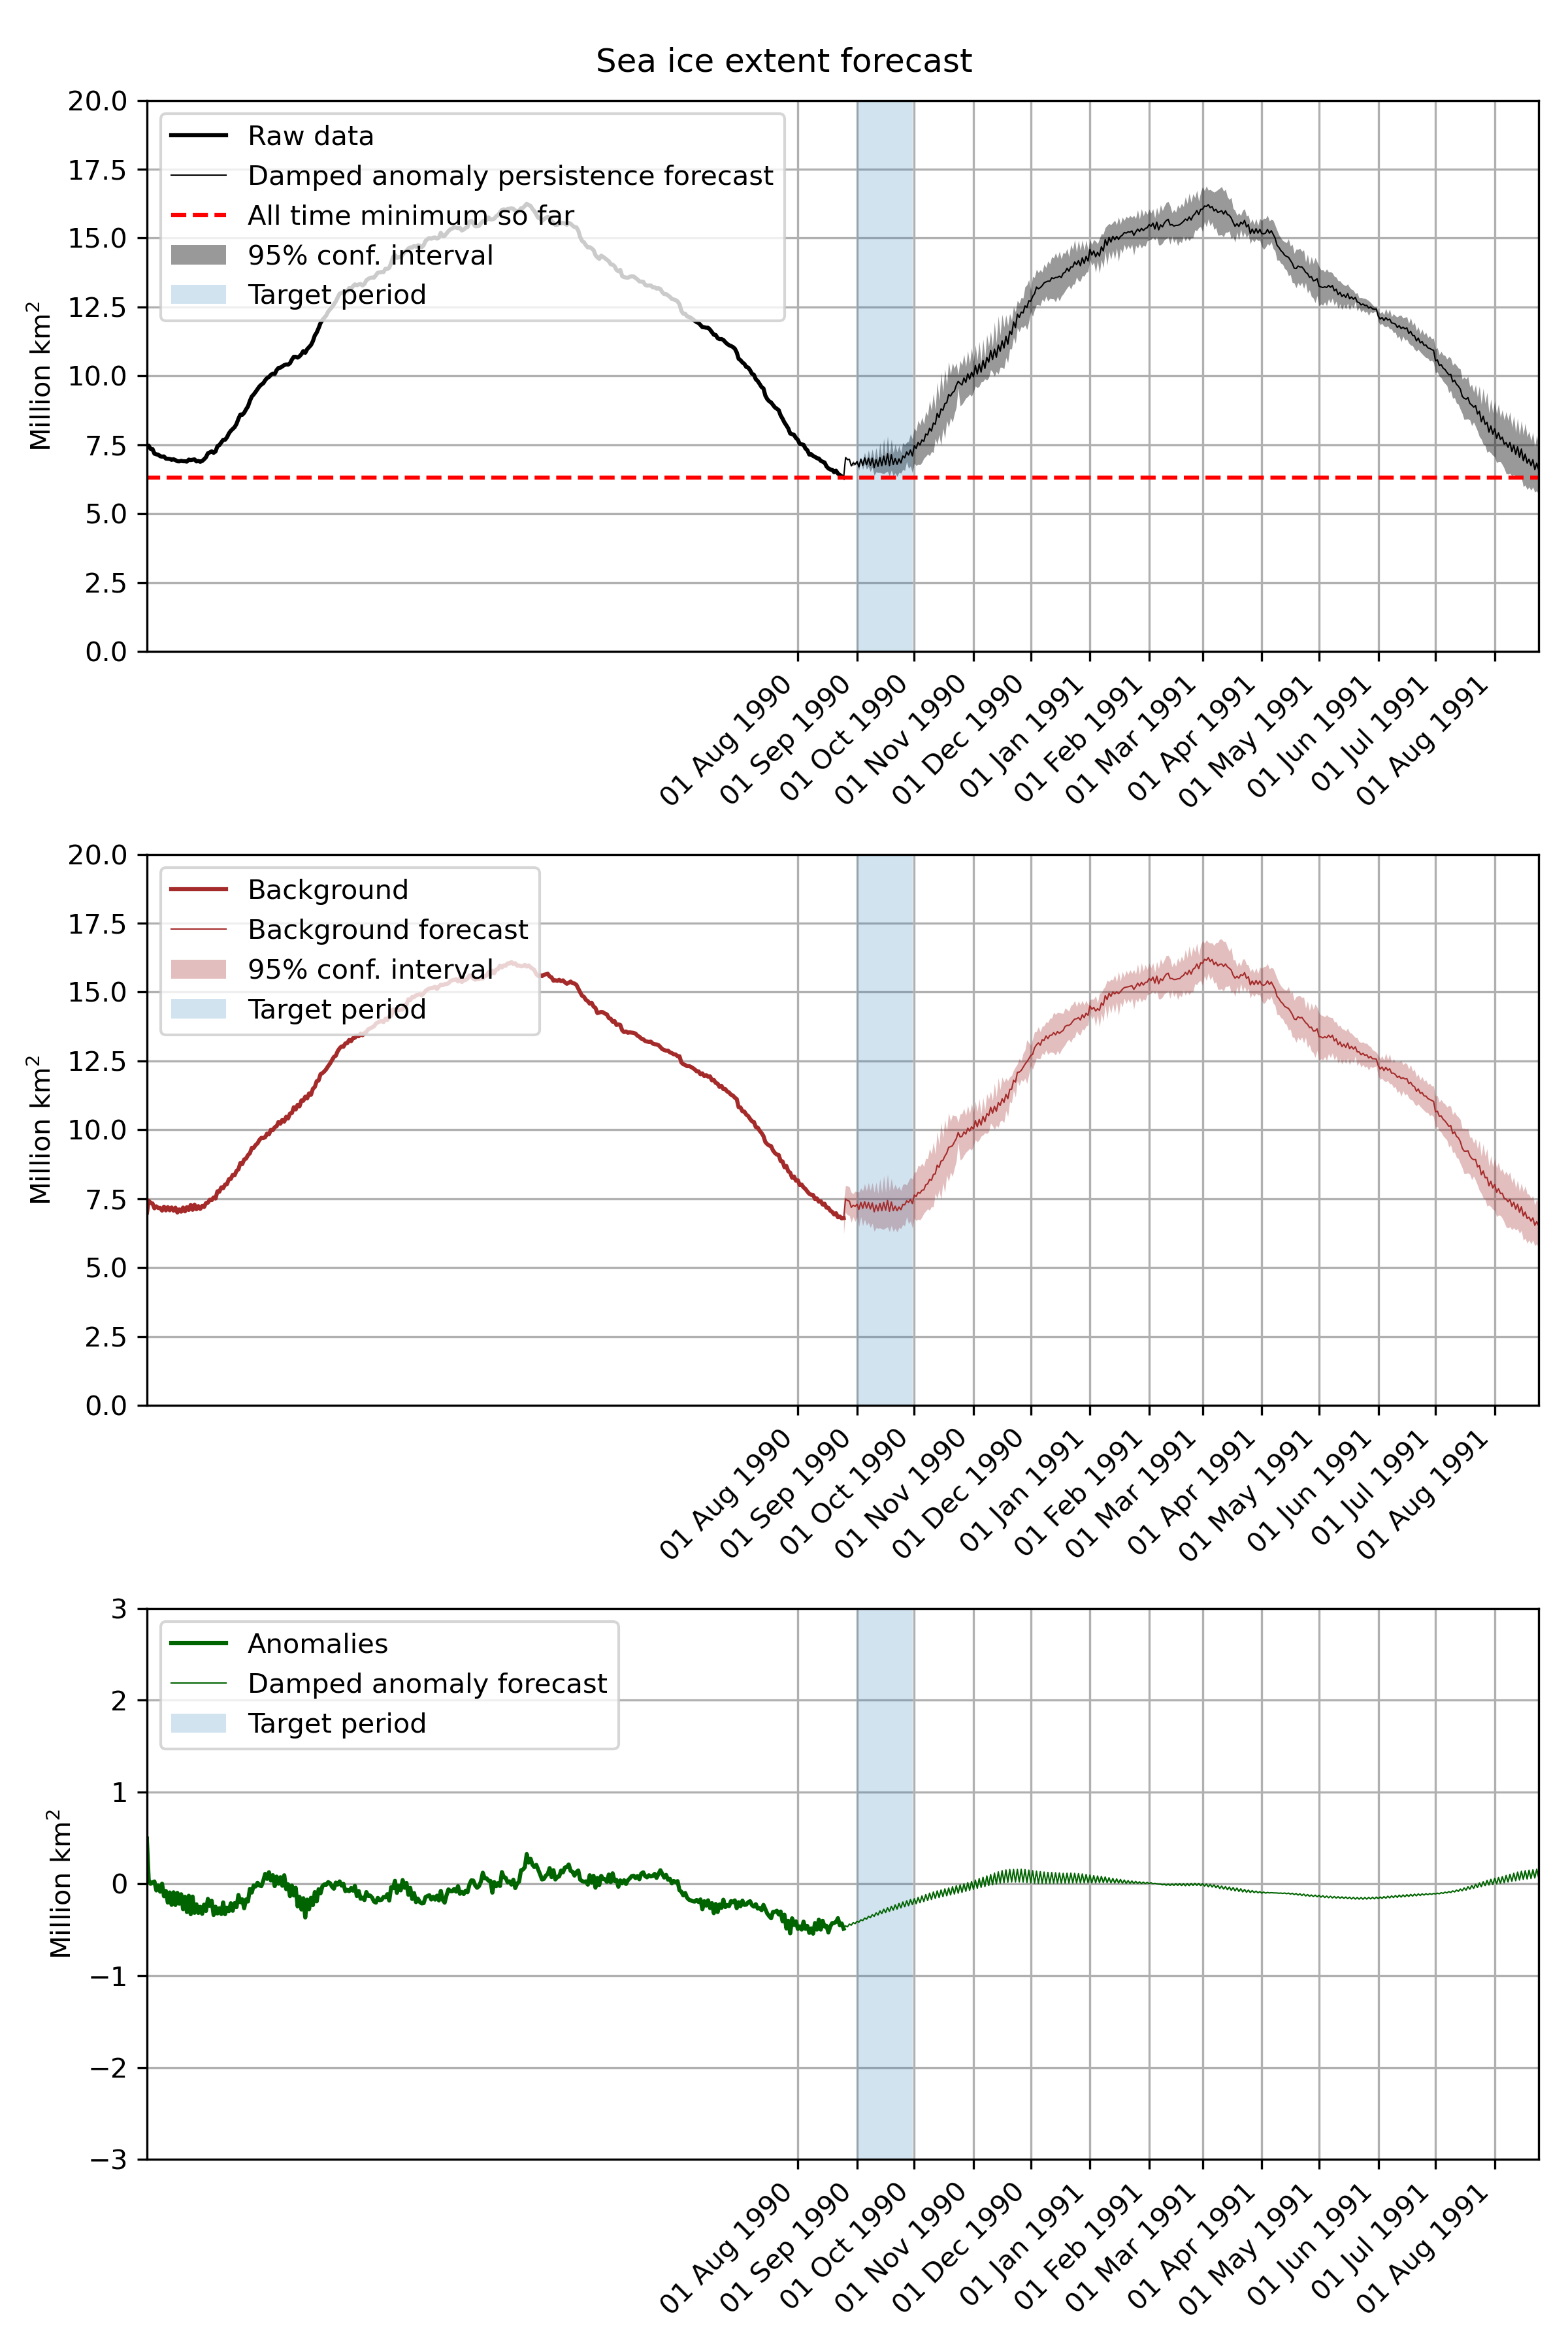 Sea ice extent forecast
20.0
17.5
15.0
12.5
10.0
7.5
5.0
2.5
0.0
Million km²
Raw data
Damped anomaly persistence forecast
All time minimum so far
95% conf. interval
Target period
01 Aug 1990
01 Sep 1990
01 Oct 1990
01 Nov 1990
01 Dec 1990
01 Jan 1991
01 Feb 1991
01 Mar 1991
01 Apr 1991
01 May 1991
01 Jun 1991
01 Jul 1991
01 Aug 1991
20.0
17.5
15.0
12.5
10.0
7.5
5.0
2.5
0.0
Million km²
Background
Background forecast
95% conf. interval
Target period
01 Aug 1990
01 Sep 1990
01 Oct 1990
01 Nov 1990
01 Dec 1990
01 Jan 1991
01 Feb 1991
01 Mar 1991
01 Apr 1991
01 May 1991
01 Jun 1991
01 Jul 1991
01 Aug 1991
3
2
1
0
−1
−2
−3
Million km²
Anomalies
Damped anomaly forecast
Target period
01 Aug 1990
01 Sep 1990
01 Oct 1990
01 Nov 1990
01 Dec 1990
01 Jan 1991
01 Feb 1991
01 Mar 1991
01 Apr 1991
01 May 1991
01 Jun 1991
01 Jul 1991
01 Aug 1991